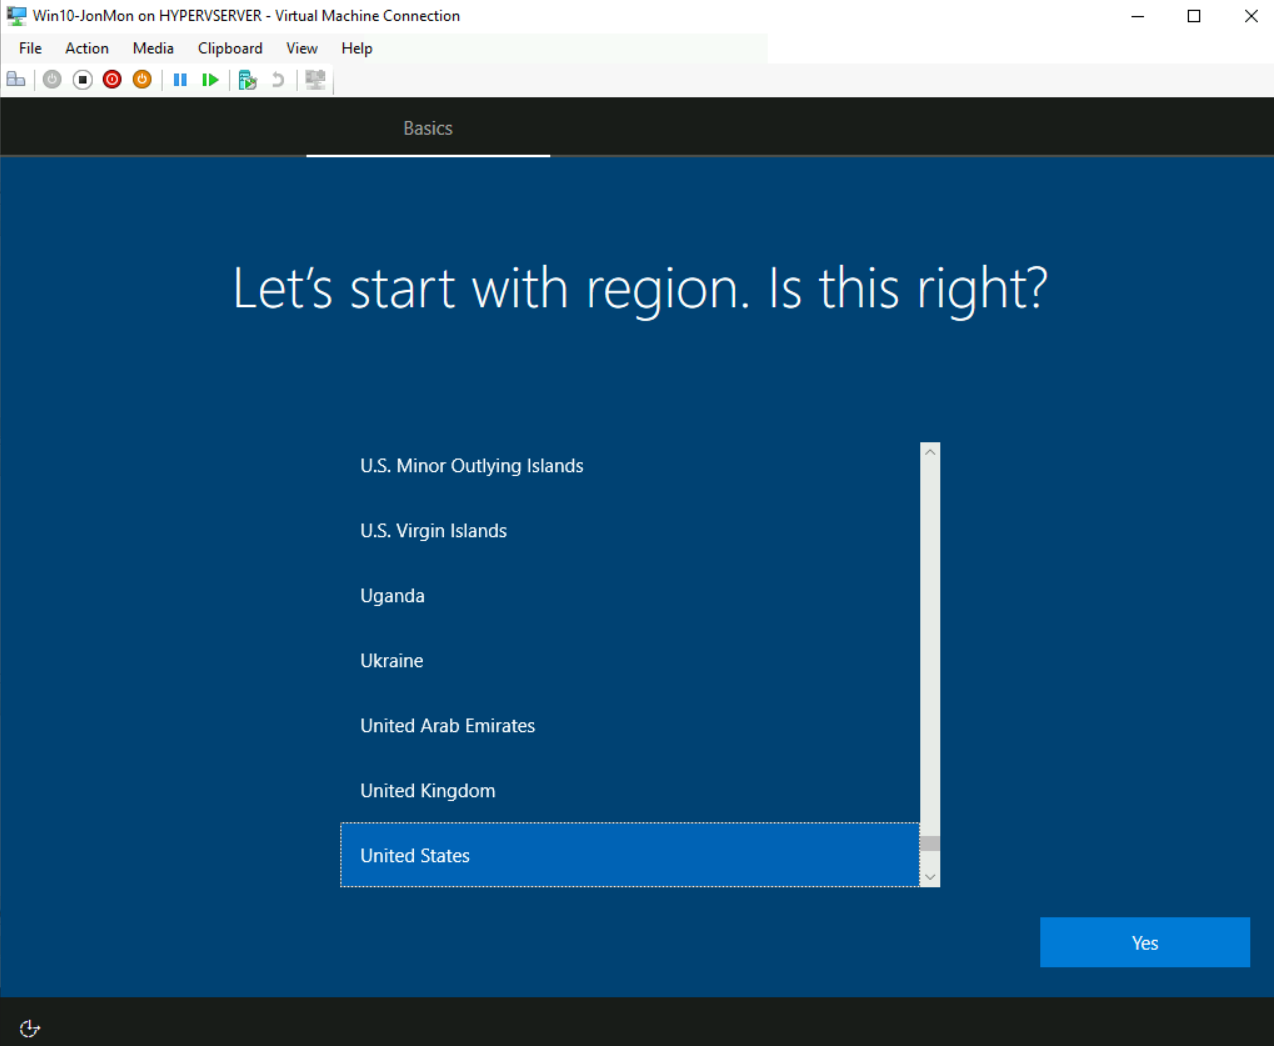 Win10-JonMon on HYPERVSERVER - Virtual Machine Connection
File Action Media Clipboard View Help
Basics
Let's start with region. Is this right?
U.S. Minor Outlying Islands
U.S. Virgin Islands
Uganda
Ukraine
United Arab Emirates
United Kingdom
United States
Yes